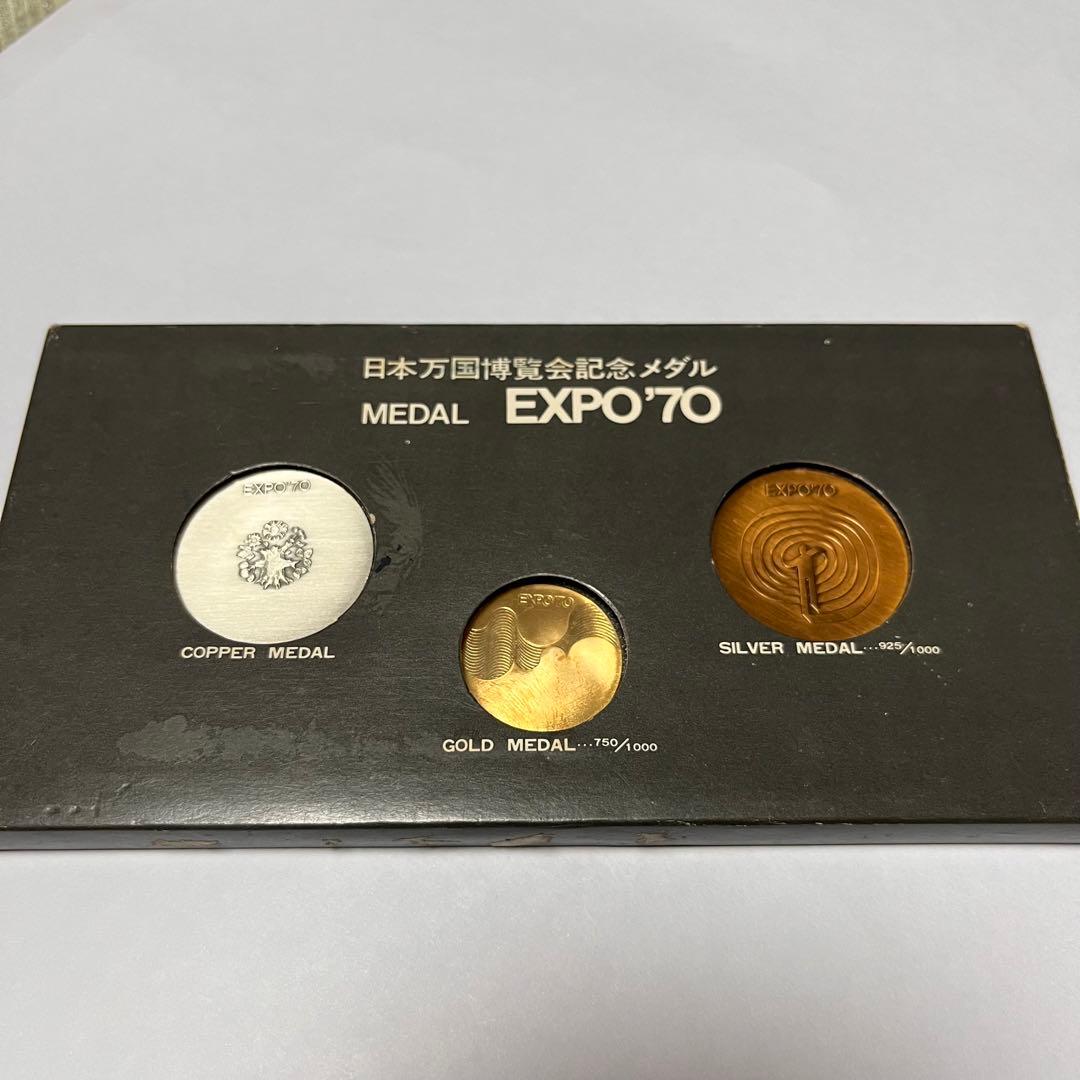 日本万国博覧会記念メダル
MEDAL EXPO'70
EXPO'70
EXPO'70
COPPER MEDAL
EXPO'70
SILVER MEDAL...925/1000
GOLD MEDAL...750/1000